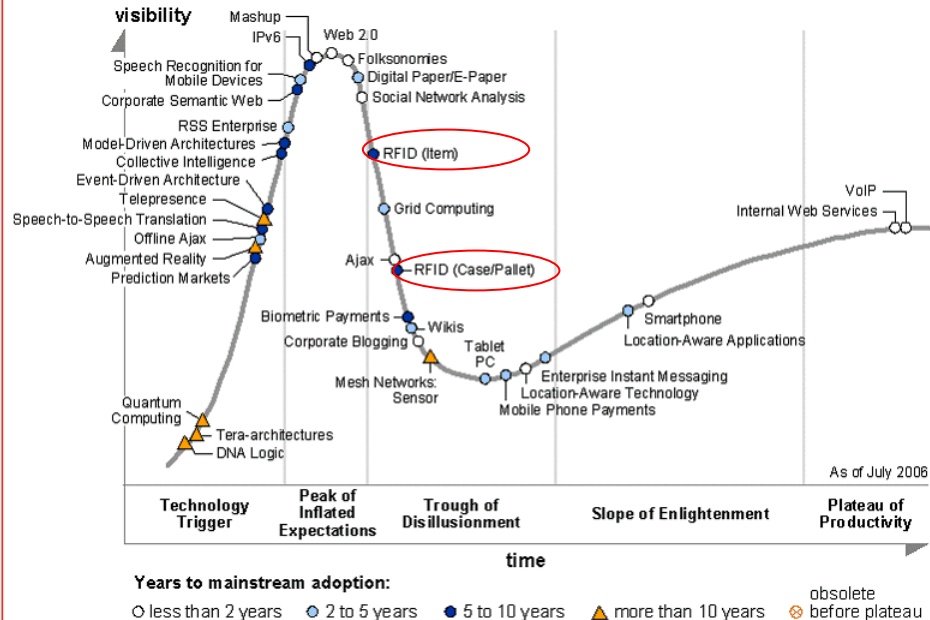 visibility
Mashup
IPv6
Web 2.0
Folksonomies
Speech Recognition for
Mobile Devices
Digital Paper/E-Paper
Corporate Semantic Web
Social Network Analysis
RSS Enterprise
Model-Driven Architectures
Collective Intelligence
RFID (Item)
Event-Driven Architecture
Telepresence
Speech-to-Speech Translation
Grid Computing
Offline Ajax
Augmented Reality
Prediction Markets
Ajax
RFID (Case/Pallet)
VoIP
Internal Web Services
Biometric Payments
Wikis
Corporate Blogging
Smartphone
Location-Aware Applications
Tablet
PC
Mesh Networks:
Sensor
Enterprise Instant Messaging
Location-Aware Technology
Mobile Phone Payments
Quantum
Computing
Tera-architectures
DNA Logic
As of July 2006
Technology
Trigger
Peak of
Inflated
Expectations
Trough of
Disillusionment
Slope of Enlightenment
Plateau of
Productivity
time
Years to mainstream adoption:
less than 2 years
2 to 5 years
5 to 10 years
more than 10 years
obsolete
before plateau